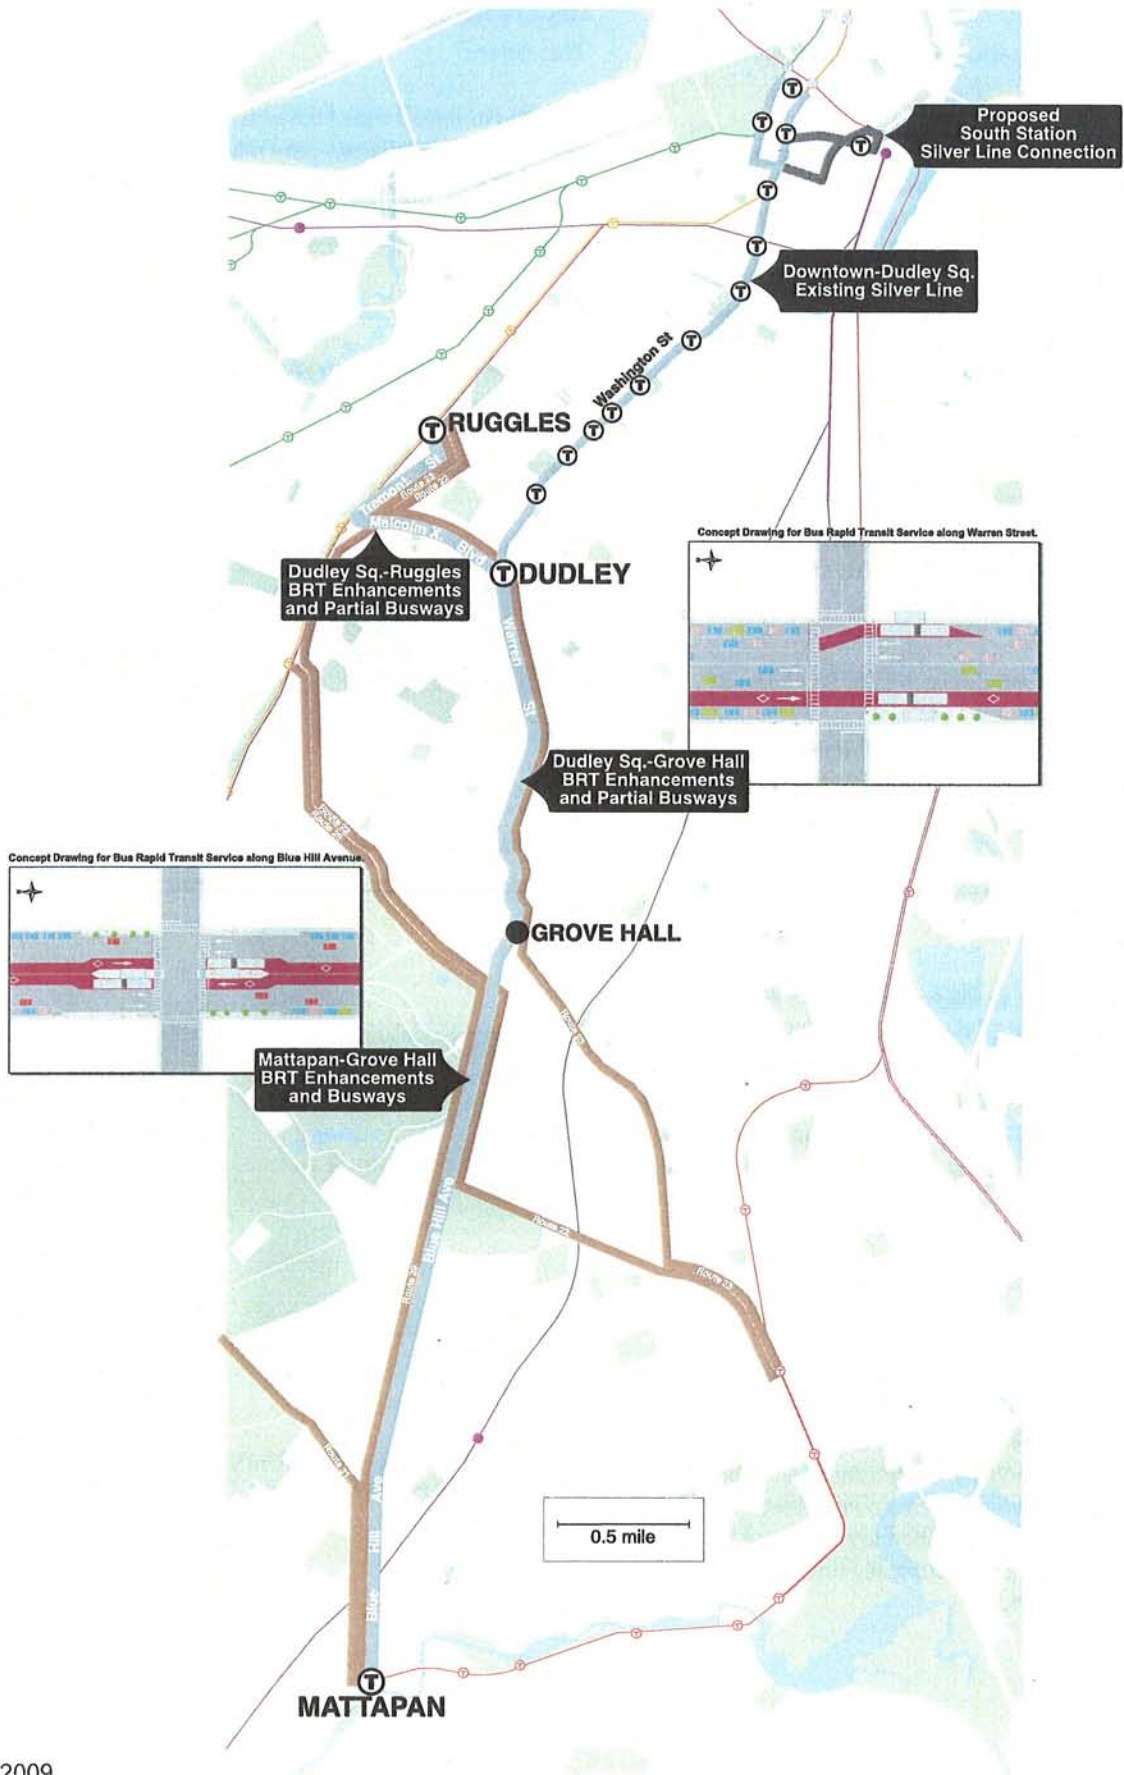 Proposed
South Station
Silver Line Connection
Downtown-Dudley Sq.
Existing Silver Line
Washington St
RUGGLES
Tremont St
Route 23
Route 22
Malcolm X. Blvd
Concept Drawing for Bus Rapid Transit Service along Warren Street.
Dudley Sq.-Ruggles
BRT Enhancements
and Partial Busways
DUDLEY
Warren St
Dudley Sq.-Grove Hall
BRT Enhancements
and Partial Busways
Route 22
Concept Drawing for Bus Rapid Transit Service along Blue Hill Avenue.
GROVE HALL
Mattapan-Grove Hall
BRT Enhancements
and Busways
Blue Hill Ave
Route 22
Route 23
Blue Hill Ave
0.5 mile
MATTAPAN
2009